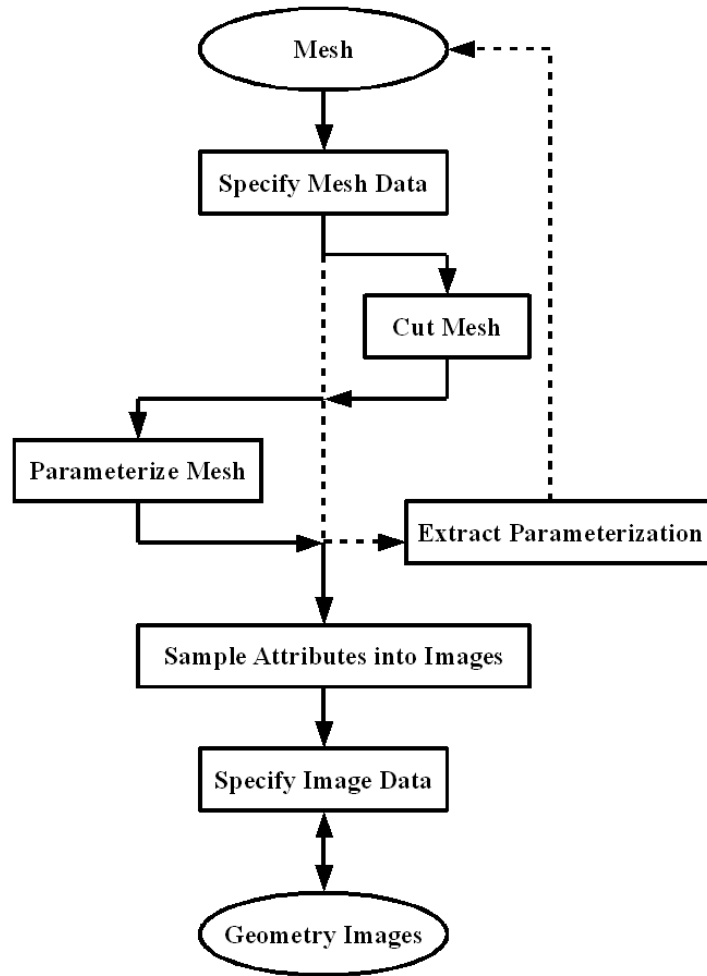 Mesh
Specify Mesh Data
Cut Mesh
Parameterize Mesh
Extract Parameterization
Sample Attributes into Images
Specify Image Data
Geometry Images